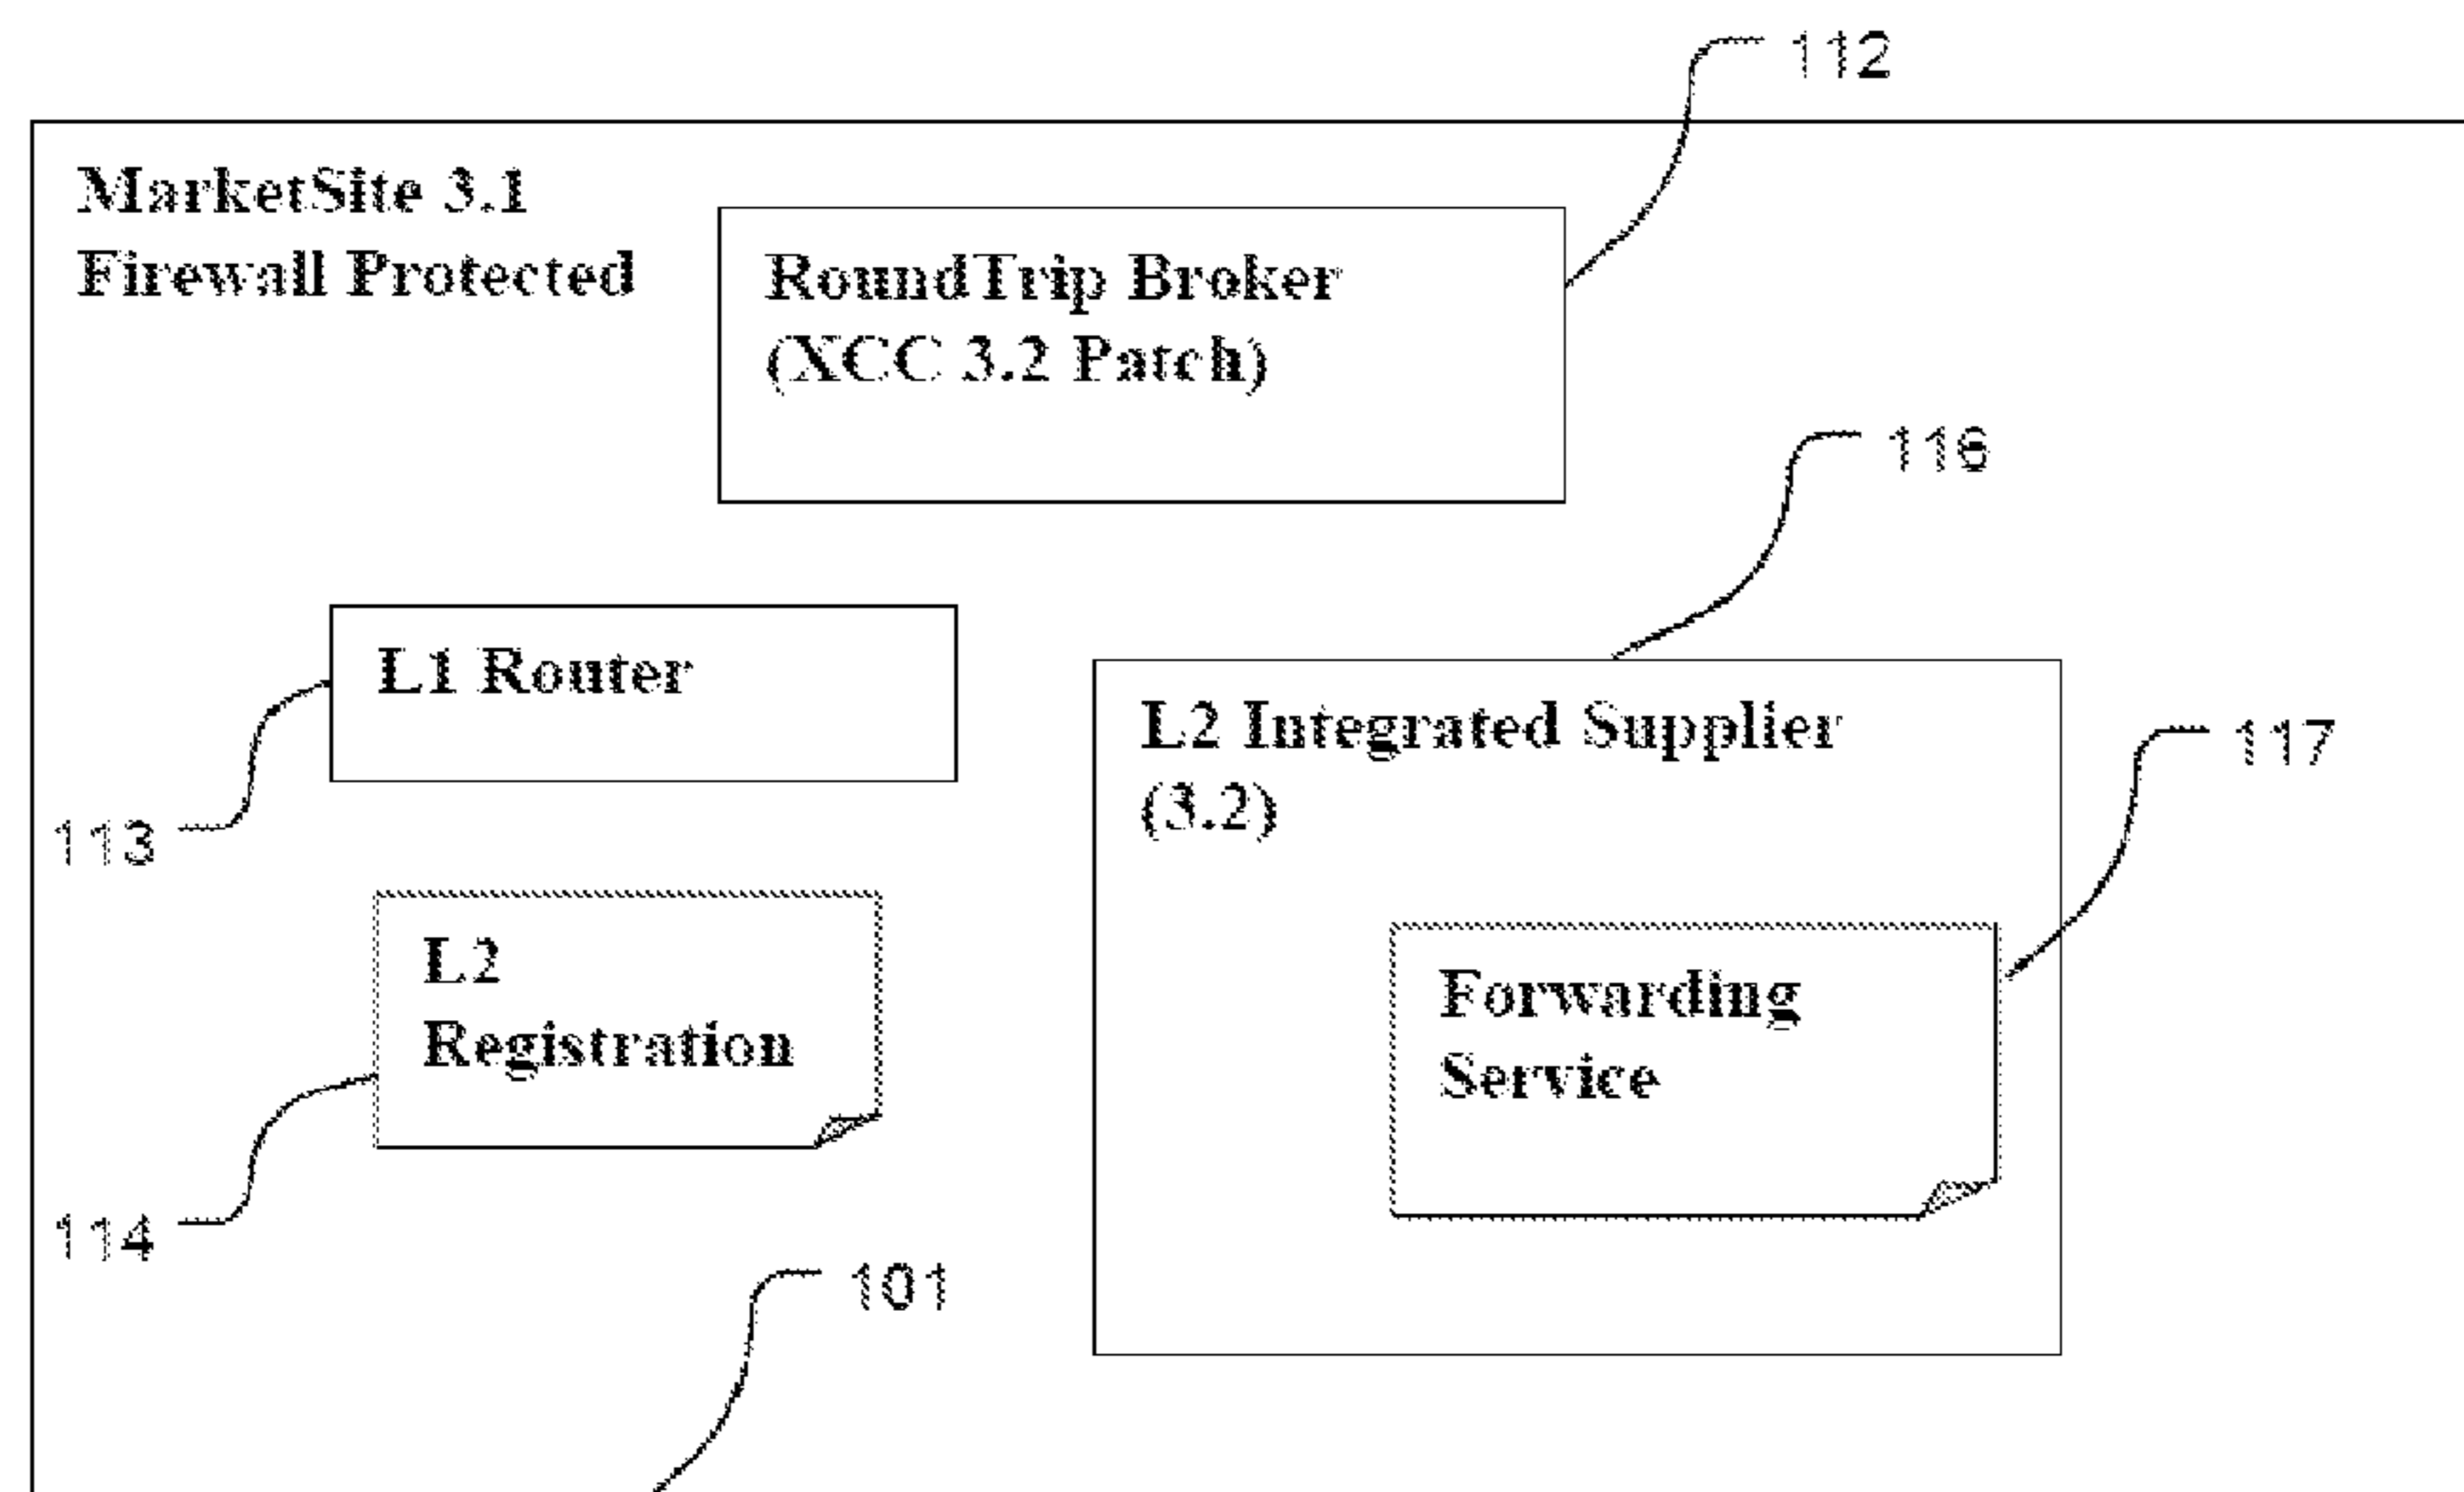 112
MarketSite 3.1
Firewall Protected
RoundTrip Broker
(XCC 3.2 Patch)
116
L1 Router
L2 Integrated Supplier
(3.2)
117
113
L2
Registration
Forwarding
Service
114
101